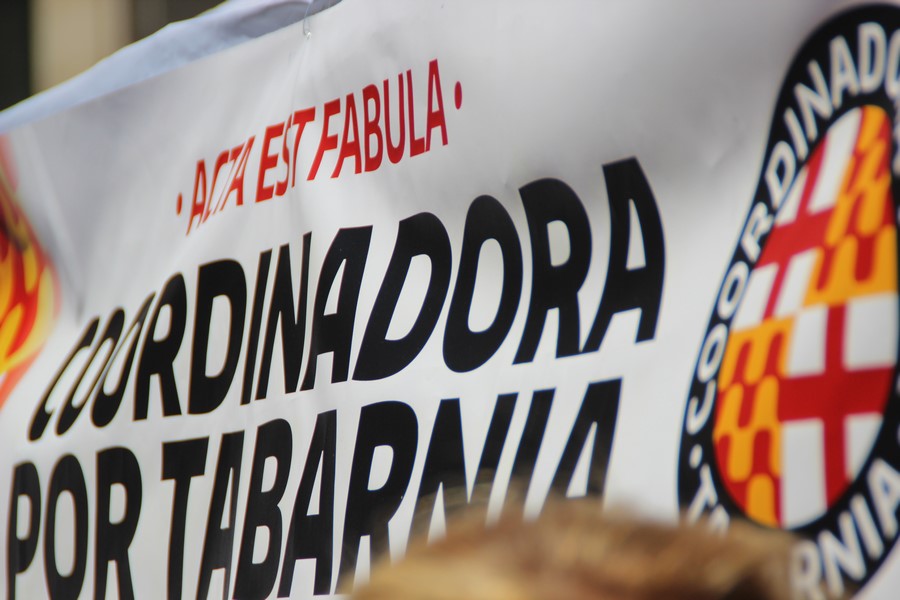 · ACTA EST FABULA ·
COORDINADORA
POR TABARNIA